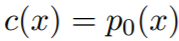 c(x) = p₀(x)